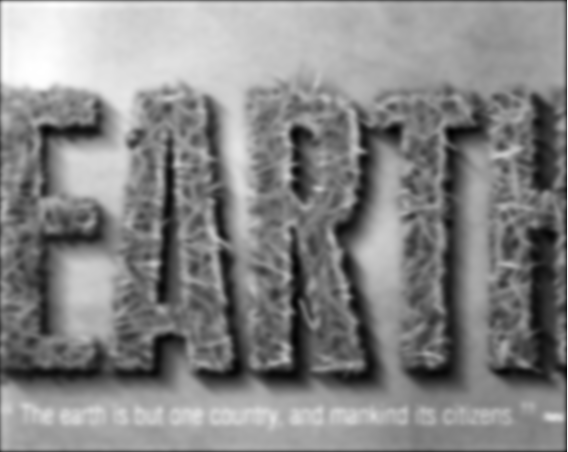 EARTH
" The earth is but one country, and mankind its citizens. "